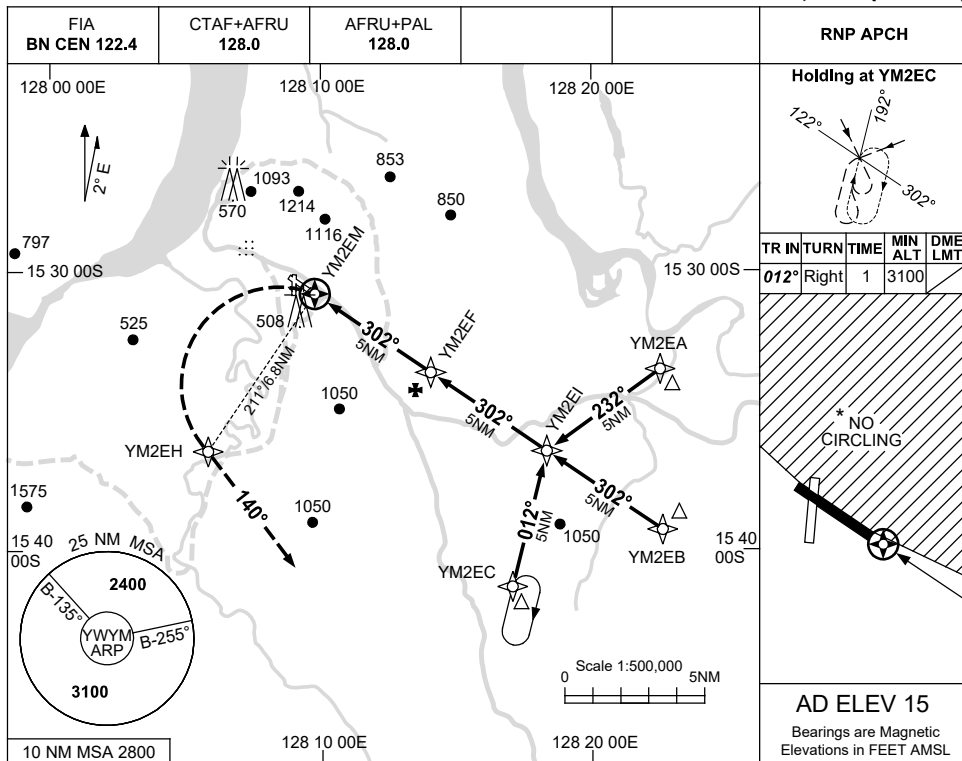 FIA
BN CEN 122.4
CTAF+AFRU
128.0
AFRU+PAL
128.0
RNP APCH
128 00 00E
128 10 00E
128 20 00E
2° E
797
570
1093
1214
1116
853
850
YM2EM
15 30 00S
15 30 00S
508
525
302°
5NM
YM2EF
YM2EA
211°/6.8NM
1050
302°
5NM
YM2EI
232°
5NM
YM2EH
140°
302°
5NM
012°
5NM
1575
1050
1050
YM2EB
15 40
00S
15 40
00S
YM2EC
25 NM MSA
2400
B-135°
B-255°
YWYM
ARP
3100
Scale 1:500,000
0
5NM
10 NM MSA 2800
128 10 00E
128 20 00E
Holding at YM2EC
122°
192°
302°
TR IN TURN TIME MIN ALT DME LMT
012° Right 1 3100
* NO
CIRCLING
AD ELEV 15
Bearings are Magnetic
Elevations in FEET AMSL